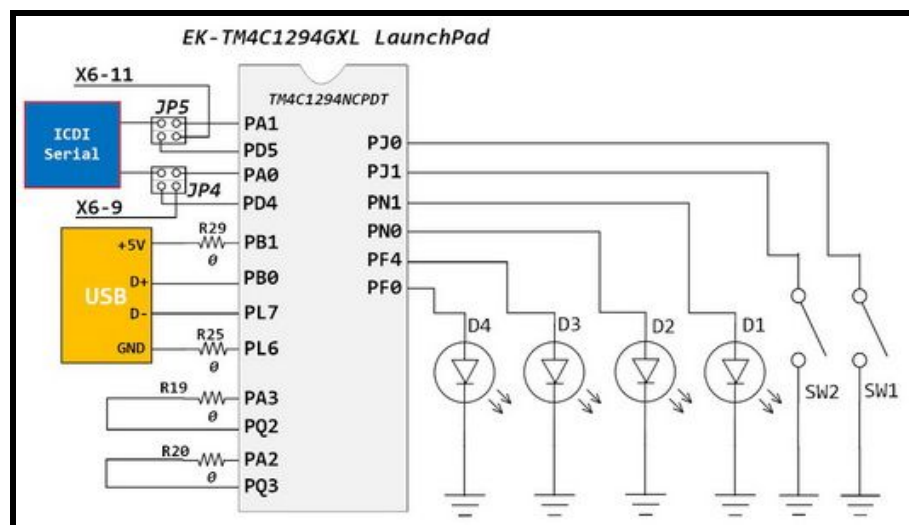 EK-TM4C1294GXL LaunchPad
X6-11
JP5
TM4C1294NCPDT
ICDI
Serial
PA1
PD5
PA0
JP4
PD4
X6-9
R29
0
+5V
PB1
D+
PB0
USB
D-
PL7
R25
0
GND
PL6
R19
0
PA3
PQ2
R20
0
PA2
PQ3
PJ0
PJ1
PN1
PN0
PF4
PF0
D4
D3
D2
D1
SW2
SW1